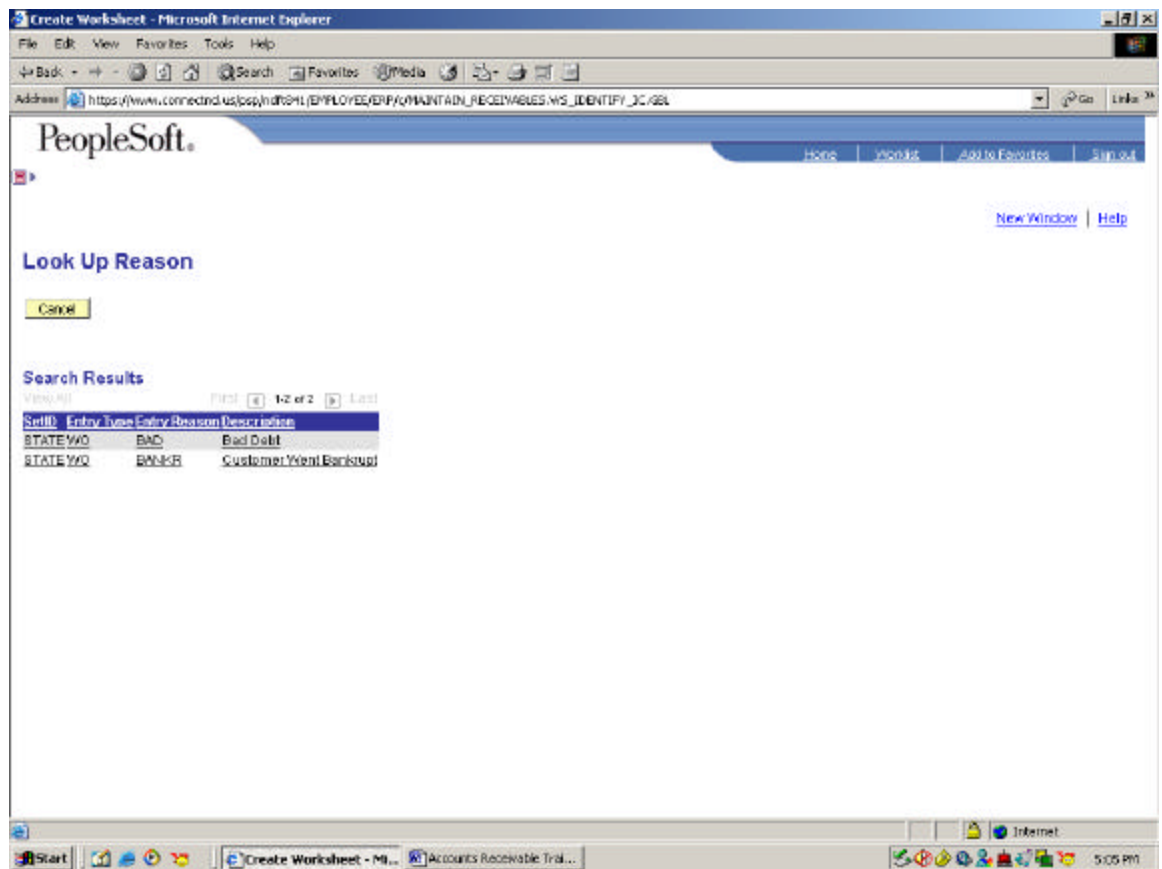 Create Worksheet - Microsoft Internet Explorer
File Edit View Favorites Tools Help
Back Search Favorites Media
Address https://www.connectnd.us/psp/ndft841/EMPLOYEE/ERP/c/MAINTAIN_RECEIVABLES.WS_IDENTIFY_IC.GBL Go Links
PeopleSoft.
Home Worklist Add to Favorites Sign out
New Window Help
Look Up Reason
Cancel
Search Results
View All First 1-2 of 2 Last
SetID Entry Type Entry Reason Description
STATE WO BAD Bad Debt
STATE WO BANKR Customer Went Bankrupt
Internet
Start Create Worksheet - Mi... Accounts Receivable Trai... 5:05 PM